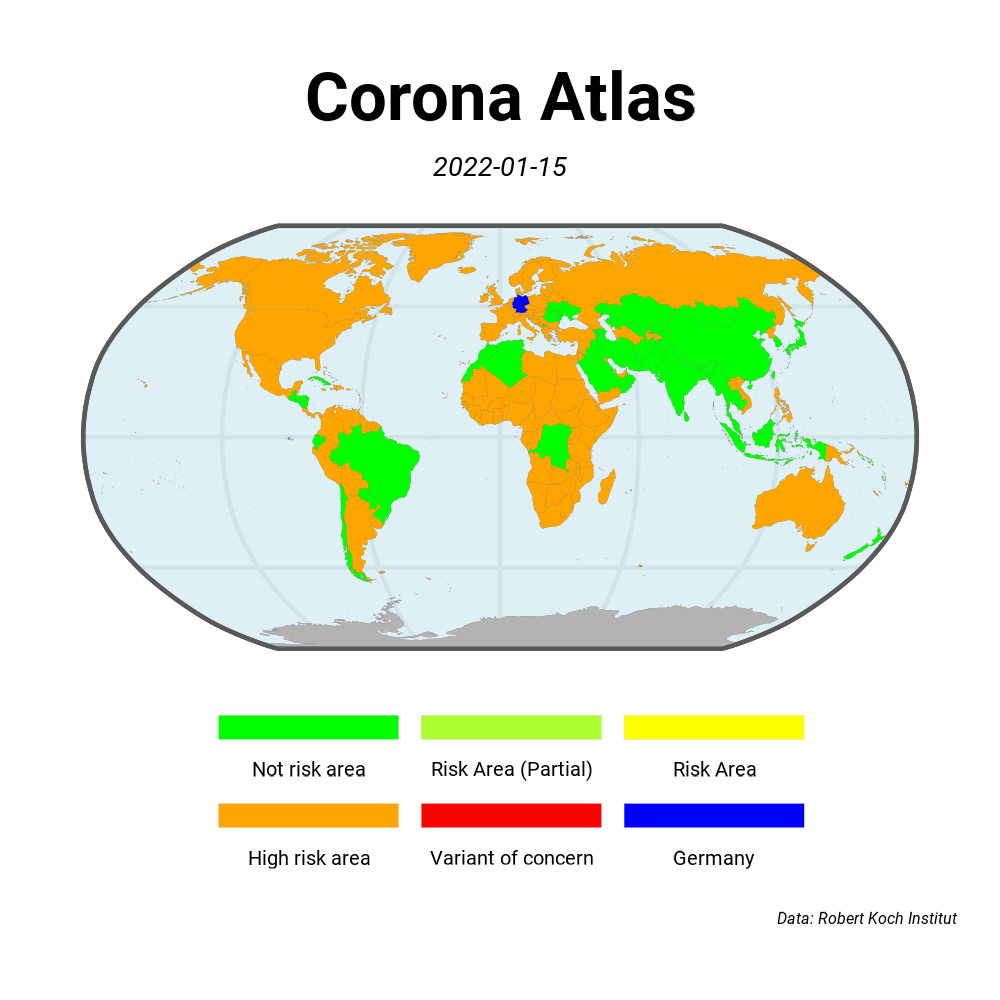 Corona Atlas
2022-01-15
Not risk area
Risk Area (Partial)
Risk Area
High risk area
Variant of concern
Germany
Data: Robert Koch Institut